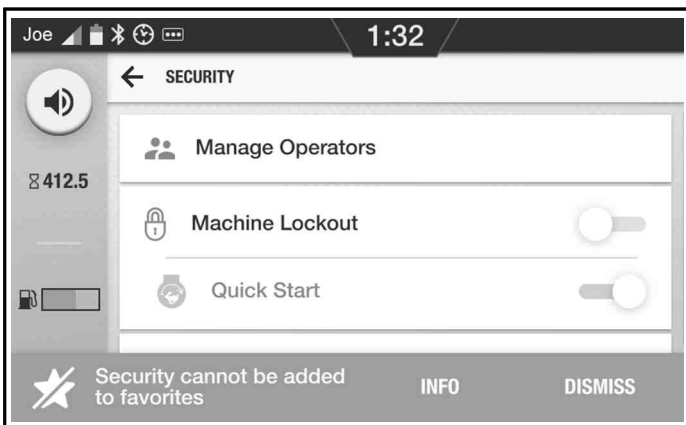 Joe
1:32
SECURITY
Manage Operators
412.5
Machine Lockout
Quick Start
Security cannot be added
to favorites
INFO
DISMISS